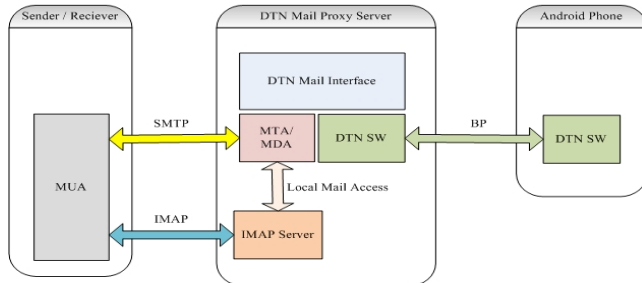 Sender / Reciever
DTN Mail Proxy Server
Android Phone
DTN Mail Interface
SMTP
MTA/
MDA
DTN SW
BP
DTN SW
MUA
Local Mail Access
IMAP
IMAP Server